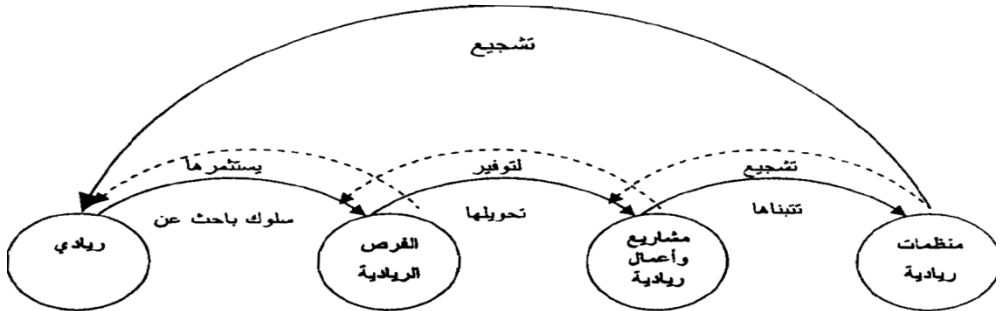 تشجيع
يستثمرها
لتوفير
تشجيع
سلوك باحث عن
تحويلها
تتبناها
ريادي
الفرص
الريادية
مشاريع
وأعمال
ريادية
منظمات
ريادية